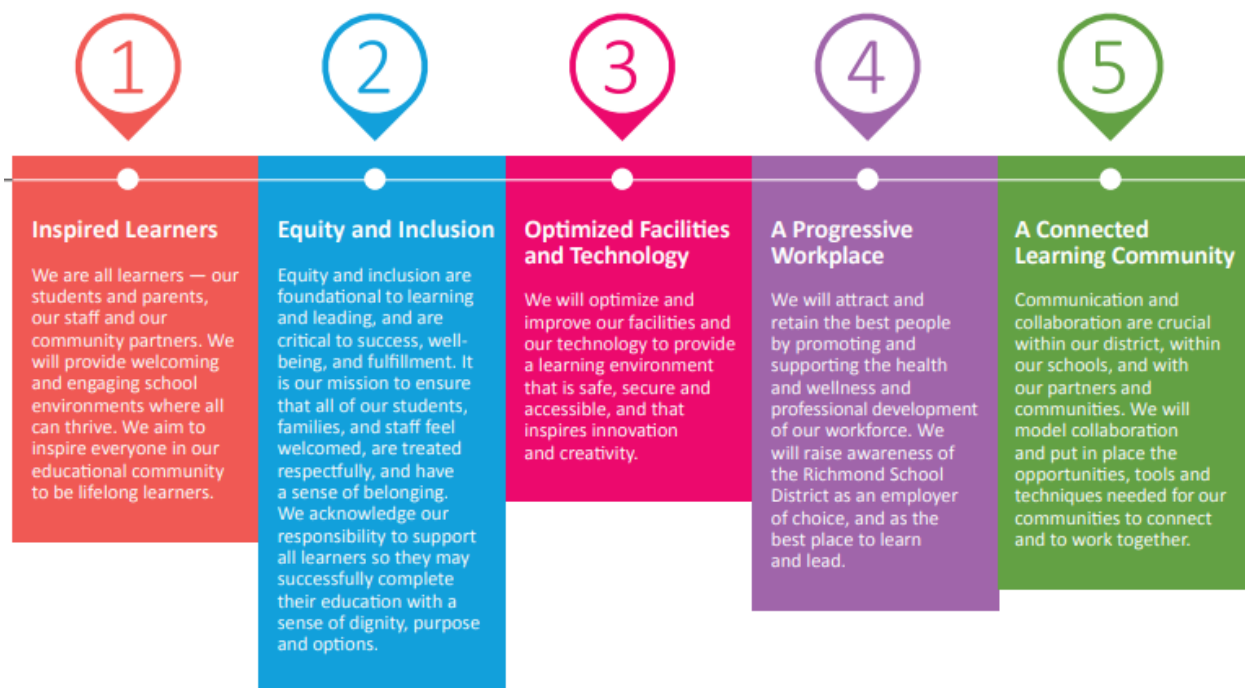 1
Inspired Learners
We are all learners — our
students and parents,
our staff and our
community partners. We
will provide welcoming
and engaging school
environments where all
can thrive. We aim to
inspire everyone in our
educational community
to be lifelong learners.
2
Equity and Inclusion
Equity and inclusion are
foundational to learning
and leading, and are
critical to success, well-
being, and fulfillment. It
is our mission to ensure
that all of our students,
families, and staff feel
welcomed, are treated
respectfully, and have
a sense of belonging.
We acknowledge our
responsibility to support
all learners so they may
successfully complete
their education with a
sense of dignity, purpose
and options.
3
Optimized Facilities
and Technology
We will optimize and
improve our facilities and
our technology to provide
a learning environment
that is safe, secure and
accessible, and that
inspires innovation
and creativity.
4
A Progressive
Workplace
We will attract and
retain the best people
by promoting and
supporting the health
and wellness and
professional development
of our workforce. We
will raise awareness of
the Richmond School
District as an employer
of choice, and as the
best place to learn
and lead.
5
A Connected
Learning Community
Communication and
collaboration are crucial
within our district, within
our schools, and with
our partners and
communities. We will
model collaboration
and put in place the
opportunities, tools and
techniques needed for our
communities to connect
and to work together.